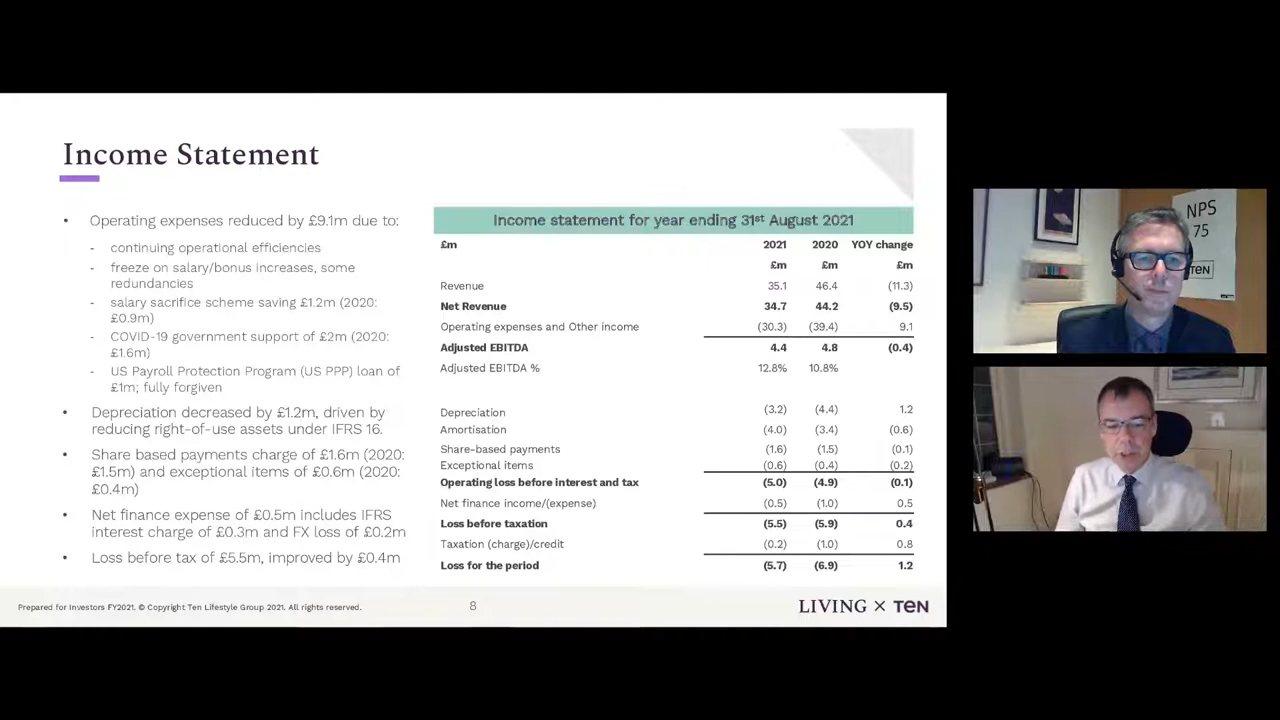 Income Statement
• Operating expenses reduced by £9.1m due to:
- continuing operational efficiencies
- freeze on salary/bonus increases, some
redundancies
- salary sacrifice scheme saving £1.2m (2020:
£0.9m)
- COVID-19 government support of £2m (2020:
£1.6m)
- US Payroll Protection Program (US PPP) loan of
£1m; fully forgiven
• Depreciation decreased by £1.2m, driven by
reducing right-of-use assets under IFRS 16.
• Share based payments charge of £1.6m (2020:
£1.5m) and exceptional items of £0.6m (2020:
£0.4m)
• Net finance expense of £0.5m includes IFRS
interest charge of £0.3m and FX loss of £0.2m
• Loss before tax of £5.5m, improved by £0.4m
Income statement for year ending 31st August 2021
£m 2021 2020 YOY change
£m £m £m
Revenue 35.1 46.4 (11.3)
Net Revenue 34.7 44.2 (9.5)
Operating expenses and Other income (30.3) (39.4) 9.1
Adjusted EBITDA 4.4 4.8 (0.4)
Adjusted EBITDA % 12.8% 10.8%
Depreciation (3.2) (4.4) 1.2
Amortisation (4.0) (3.4) (0.6)
Share-based payments (1.6) (1.5) (0.1)
Exceptional items (0.6) (0.4) (0.2)
Operating loss before interest and tax (5.0) (4.9) (0.1)
Net finance income/(expense) (0.5) (1.0) 0.5
Loss before taxation (5.5) (5.9) 0.4
Taxation (charge)/credit (0.2) (1.0) 0.8
Loss for the period (5.7) (6.9) 1.2
Prepared for Investors FY2021. © Copyright Ten Lifestyle Group 2021. All rights reserved.
8
LIVING × TEN
NPS
75
TEN